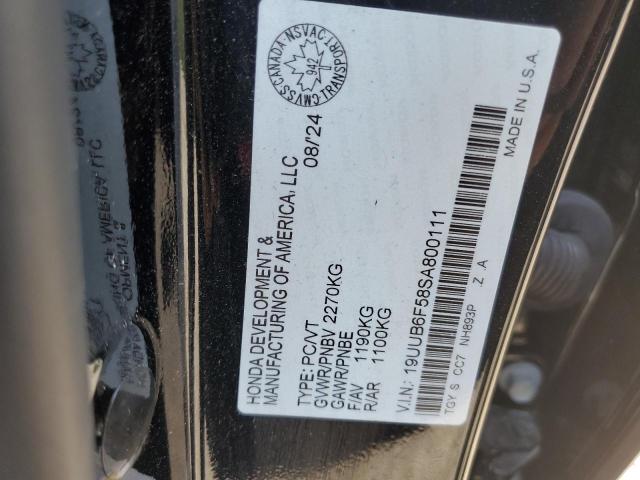 HONDA DEVELOPMENT &
MANUFACTURING OF AMERICA, LLC
08/'24
TYPE: PC/VT
GVWR/PNBV 2270KG
GAWR/PNBE
F/AV 1190KG
R/AR 1100KG
V.I.N.: 19UUB6F58SA800111
TGY S CC7 NH893P Z .A
MADE IN U.S.A.
CANADA-NSVAC
TRANSPORT
CMVSS
942